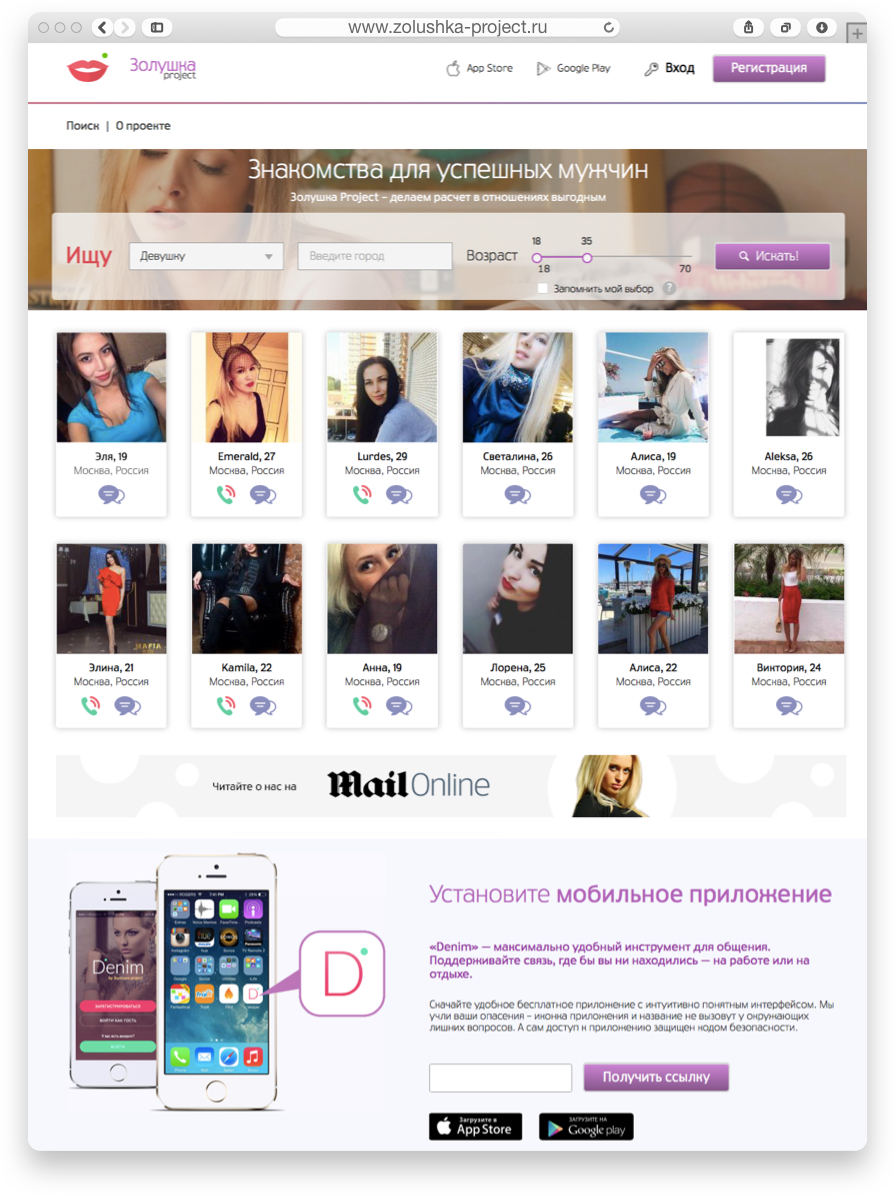 www.zolushka-project.ru
Золушка
project
App Store
Google Play
Вход
Регистрация
Поиск | О проекте
Знакомства для успешных мужчин
Золушка Project – делаем расчет в отношениях выгодным
Ищу
Девушку
Введите город
Возраст
18 35
18 70
Запомнить мой выбор ?
Искать!
Эля, 19
Москва, Россия
Emerald, 27
Москва, Россия
Lurdes, 29
Москва, Россия
Светалина, 26
Москва, Россия
Алиса, 19
Москва, Россия
Aleksa, 26
Москва, Россия
MAFIA
Элина, 21
Москва, Россия
Kamila, 22
Москва, Россия
Анна, 19
Москва, Россия
Лорена, 25
Москва, Россия
Алиса, 22
Москва, Россия
Виктория, 24
Москва, Россия
Читайте о нас на
Mail Online
Denim
ЗАРЕГИСТРИРОВАТЬСЯ
ВОЙТИ КАК ГОСТЬ
D
Установите мобильное приложение
«Denim» — максимально удобный инструмент для общения.
Поддерживайте связь, где бы вы ни находились — на работе или на
отдыхе.
Скачайте удобное бесплатное приложение с интуитивно понятным интерфейсом. Мы
учли ваши опасения – иконка приложения и название не вызовут у окружающих
лишних вопросов. А сам доступ к приложению защищен кодом безопасности.
Получить ссылку
Загрузите в
App Store
ЗАГРУЗИТЕ НА
Google play